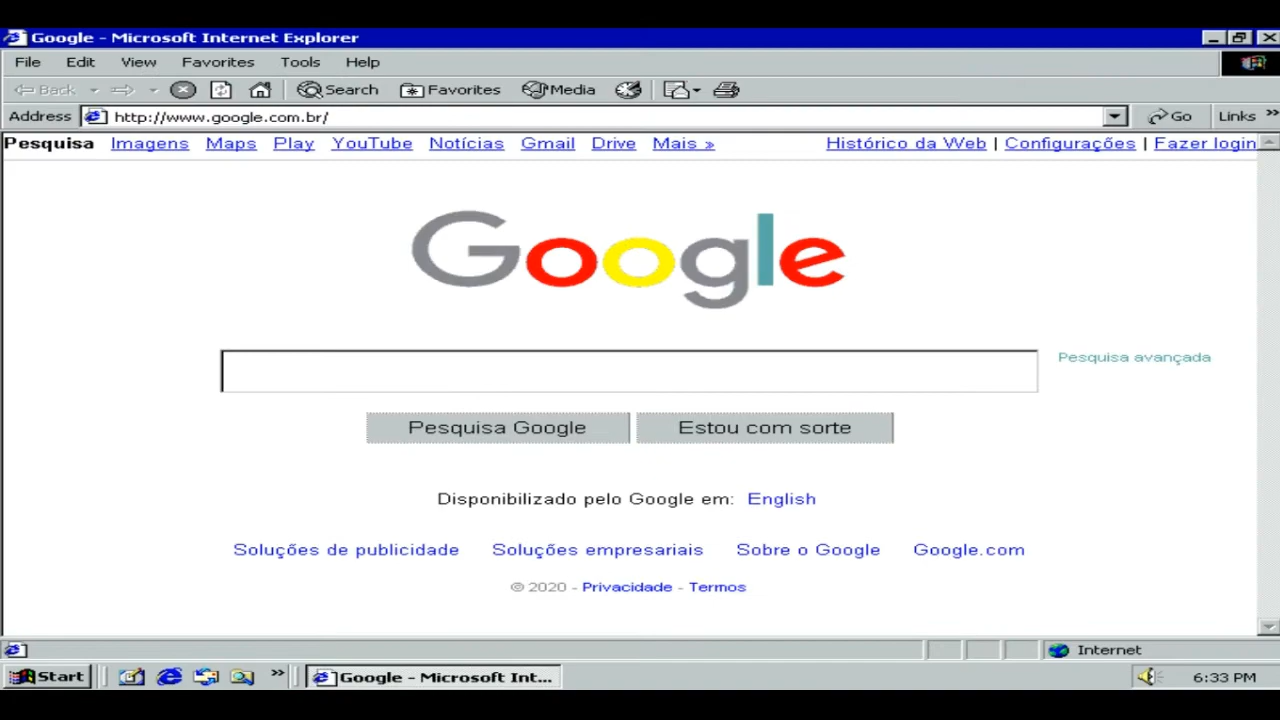 Google - Microsoft Internet Explorer
File Edit View Favorites Tools Help
Back Search Favorites Media
Address http://www.google.com.br/ Go Links »
Pesquisa Imagens Maps Play YouTube Notícias Gmail Drive Mais » Histórico da Web | Configurações | Fazer login
Google
Pesquisa avançada
Pesquisa Google Estou com sorte
Disponibilizado pelo Google em: English
Soluções de publicidade Soluções empresariais Sobre o Google Google.com
© 2020 - Privacidade - Termos
Internet
Start » Google - Microsoft Int... 6:33 PM